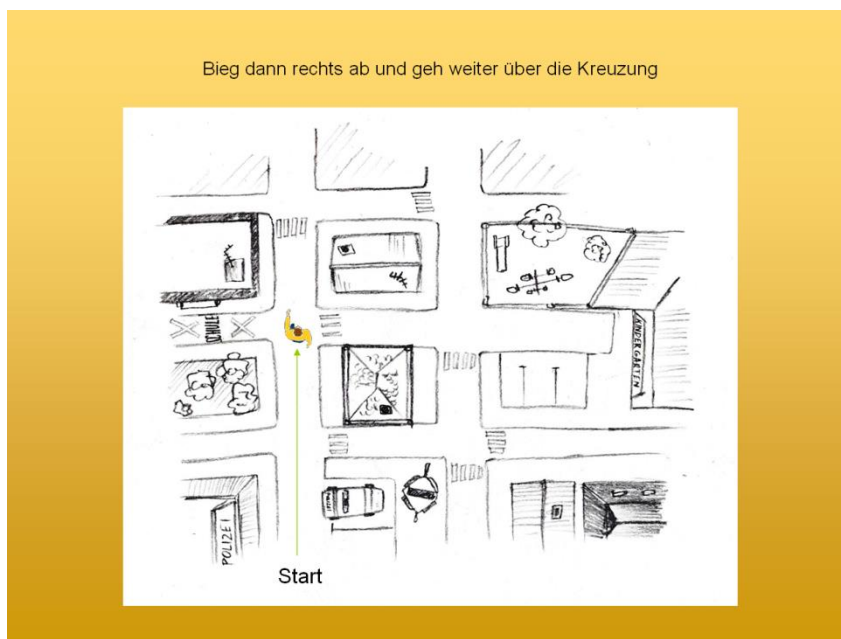 Bieg dann rechts ab und geh weiter über die Kreuzung
SCHULE
KINDERGARTEN
POLIZEI
Start